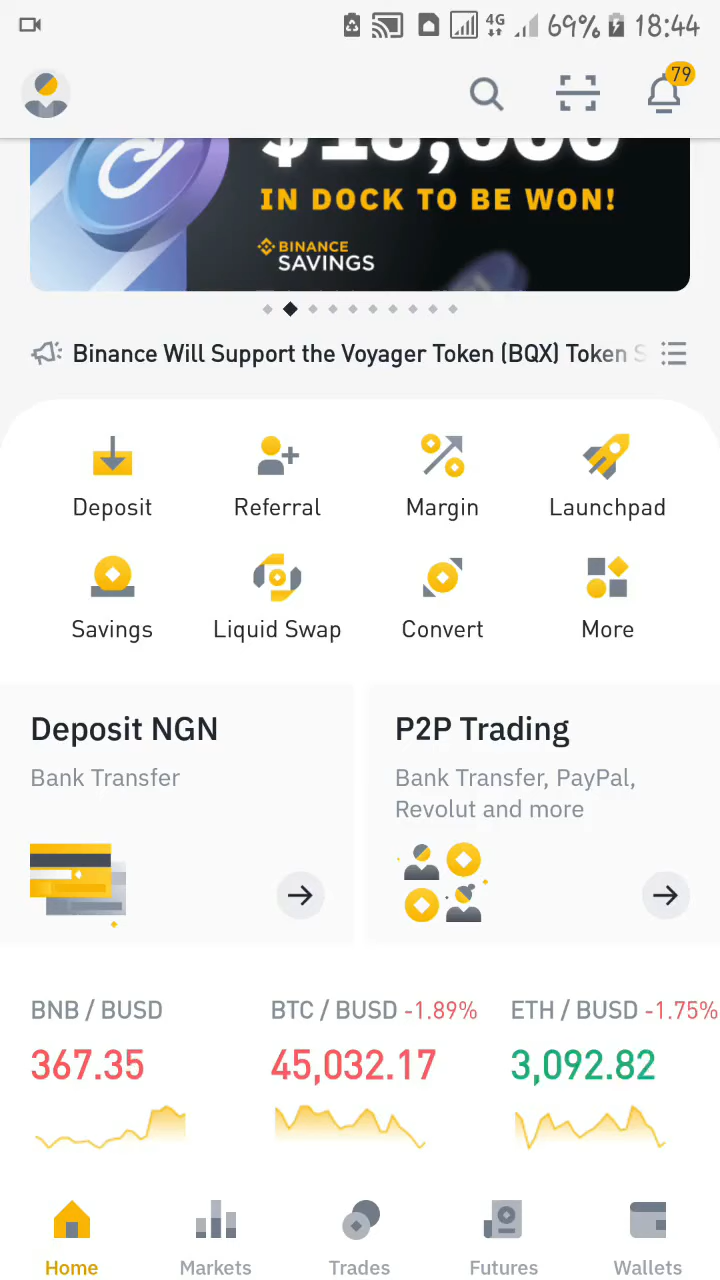 4G 69% 18:44
79
$18,000
IN DOCK TO BE WON!
BINANCE
SAVINGS
Binance Will Support the Voyager Token (BQX) Token S
Deposit Referral Margin Launchpad
Savings Liquid Swap Convert More
Deposit NGN
Bank Transfer
P2P Trading
Bank Transfer, PayPal,
Revolut and more
BNB / BUSD
367.35
BTC / BUSD -1.89%
45,032.17
ETH / BUSD -1.75%
3,092.82
Home Markets Trades Futures Wallets